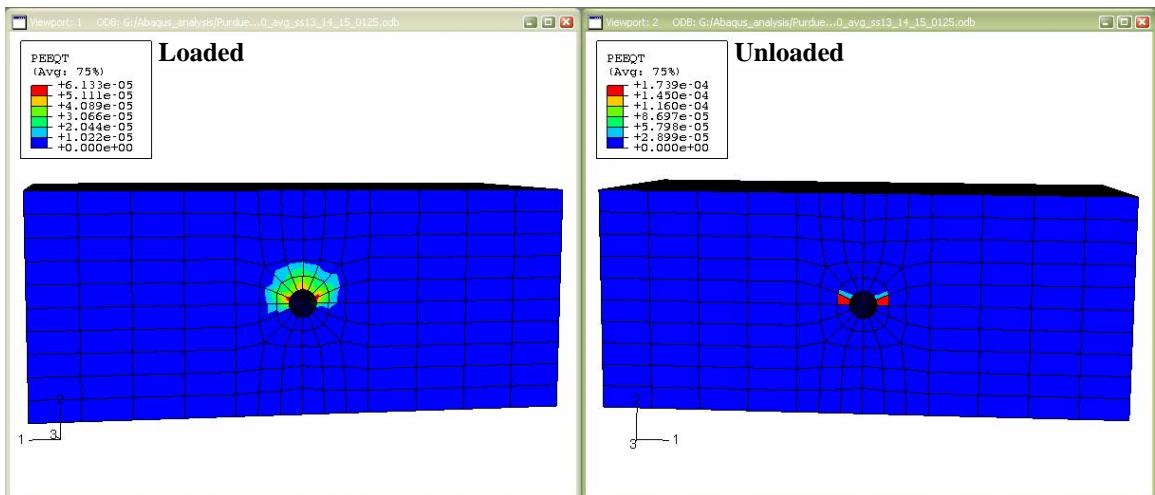 Viewport: 1 ODB: G:/Abaqus_analysis/Purdue...0_avg_ss13_14_15_0125.odb
Loaded
PEEQT
(Avg: 75%)
+6.133e-05
+5.111e-05
+4.089e-05
+3.066e-05
+2.044e-05
+1.022e-05
+0.000e+00
2
1
3
Viewport: 2 ODB: G:/Abaqus_analysis/Purdue...0_avg_ss13_14_15_0125.odb
Unloaded
PEEQT
(Avg: 75%)
+1.739e-04
+1.450e-04
+1.160e-04
+8.697e-05
+5.798e-05
+2.899e-05
+0.000e+00
2
3
1